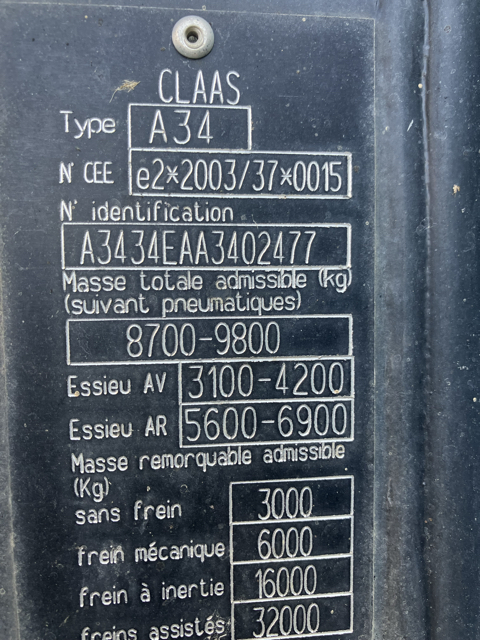 CLAAS
Type A34
N° CEE e2*2003/37*0015
N° identification
A3434EAA3402477
Masse totale admissible (kg)
(suivant pneumatiques)
8700-9800
Essieu AV 3100-4200
Essieu AR 5600-6900
Masse remorquable admissible
(Kg)
sans frein 3000
frein mécanique 6000
frein à inertie 16000
freins assistés 32000